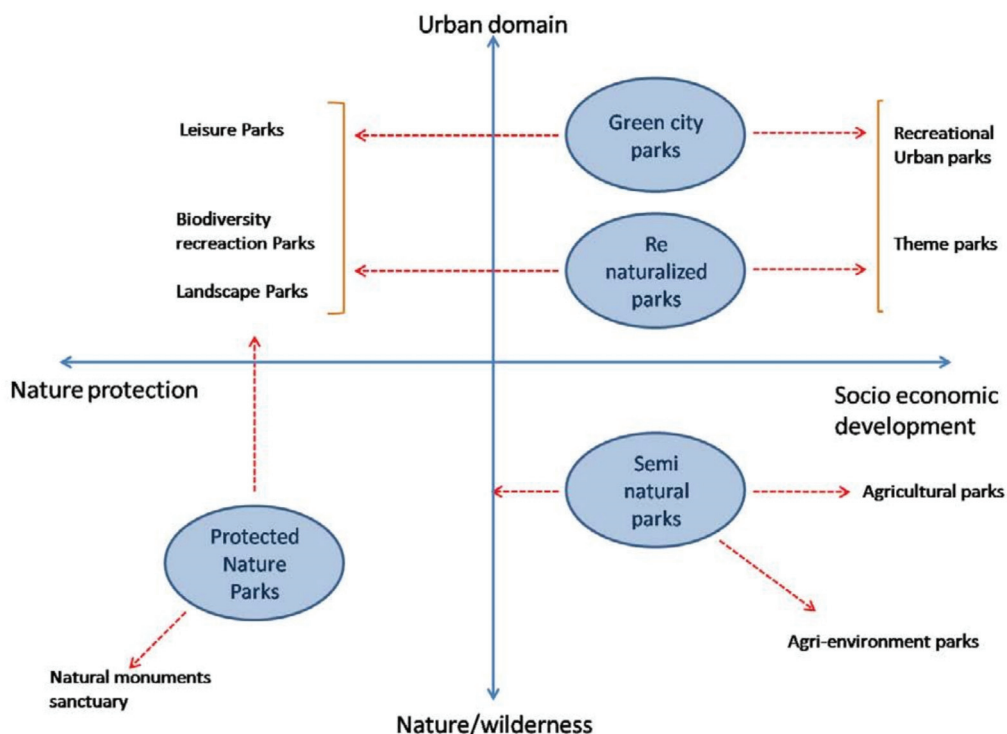 Urban domain
Leisure Parks
Green city
parks
Recreational
Urban parks
Biodiversity
recreaction Parks
Landscape Parks
Re
naturalized
parks
Theme parks
Nature protection
Socio economic
development
Semi
natural
parks
Agricultural parks
Protected
Nature
Parks
Agri-environment parks
Natural monuments
sanctuary
Nature/wilderness